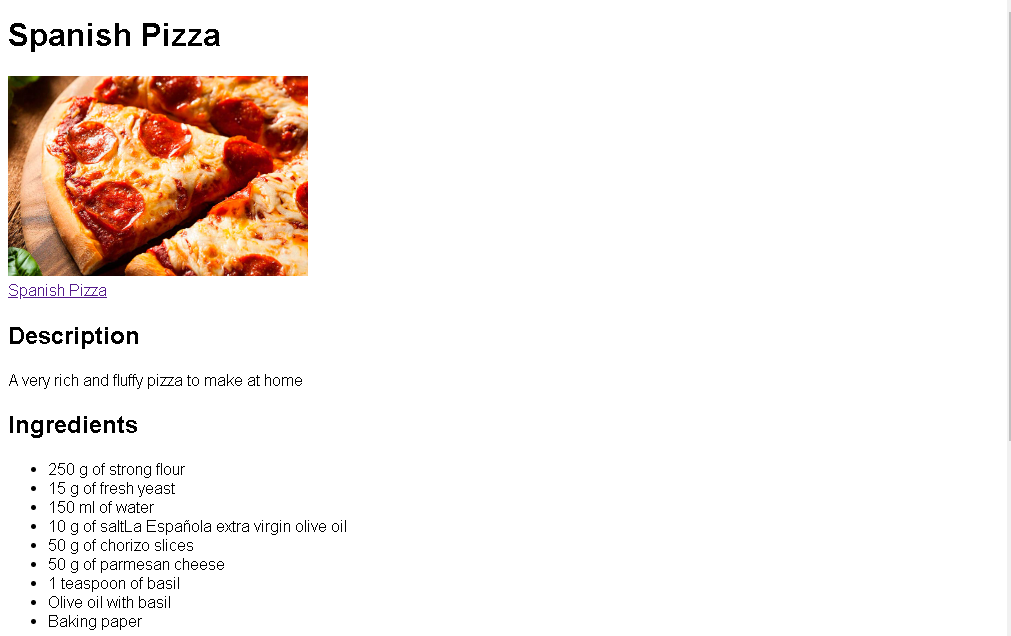 Spanish Pizza
Spanish Pizza
Description
A very rich and fluffy pizza to make at home
Ingredients
250 g of strong flour
15 g of fresh yeast
150 ml of water
10 g of saltLa Española extra virgin olive oil
50 g of chorizo slices
50 g of parmesan cheese
1 teaspoon of basil
Olive oil with basil
Baking paper